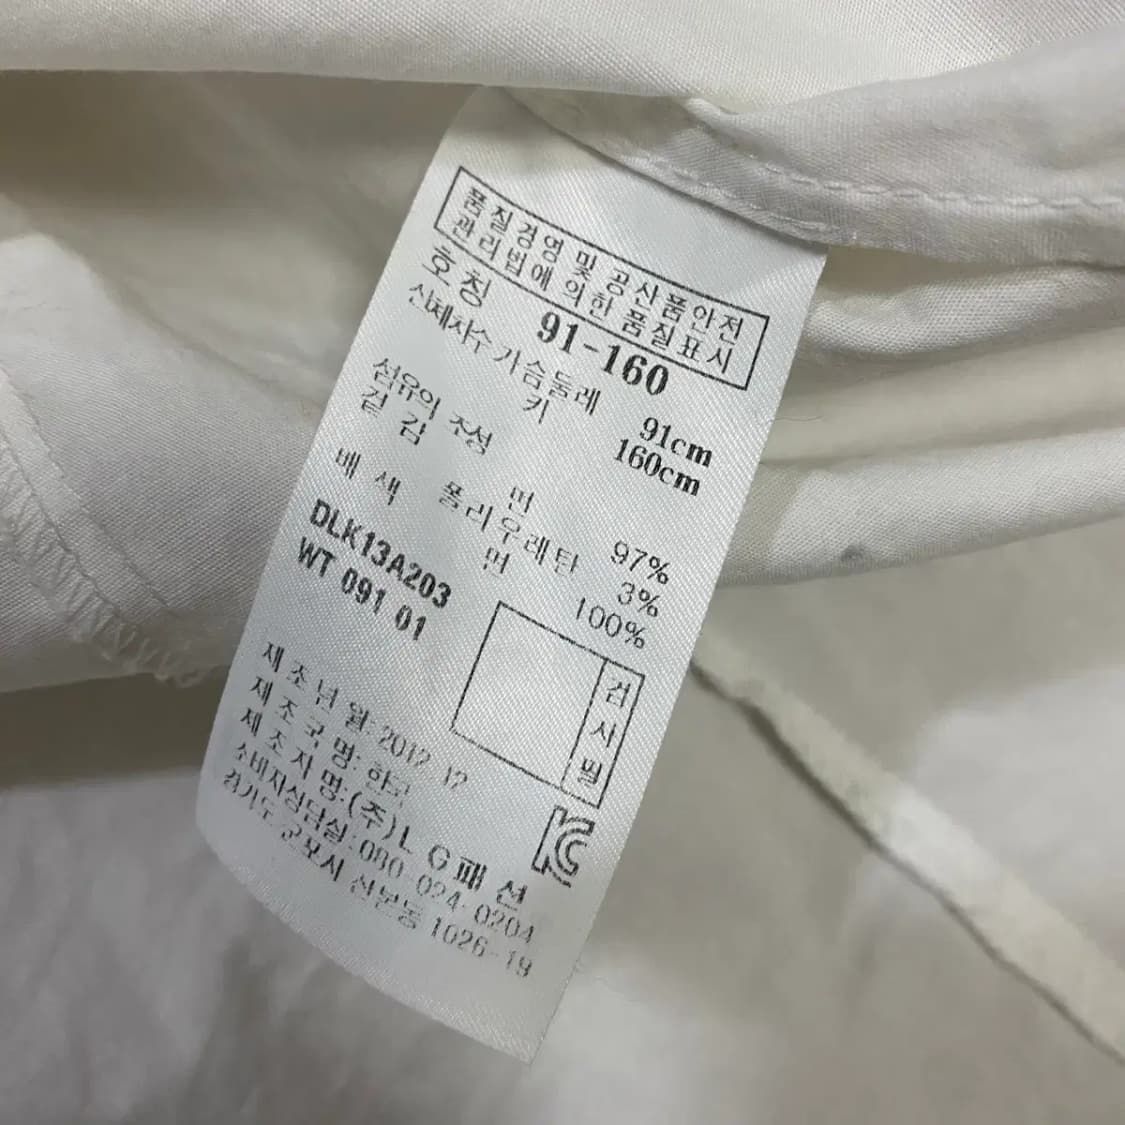 품질경영 및 공산품안전
관리법에 의한 품질표시
호 칭 91-160
신체치수 가슴둘레 91cm
키 160cm
섬유의 조성
겉 감 면 97%
폴리우레탄 3%
배 색 면 100%
DLK13A203
WT 091 01
검사필
제 조 년 월: 2012. 12
제 조 국 명: 한국
제 조 자 명: (주)LG패션
소비자상담실: 080-024-0204
경기도 군포시 산본동 1026-19
KC